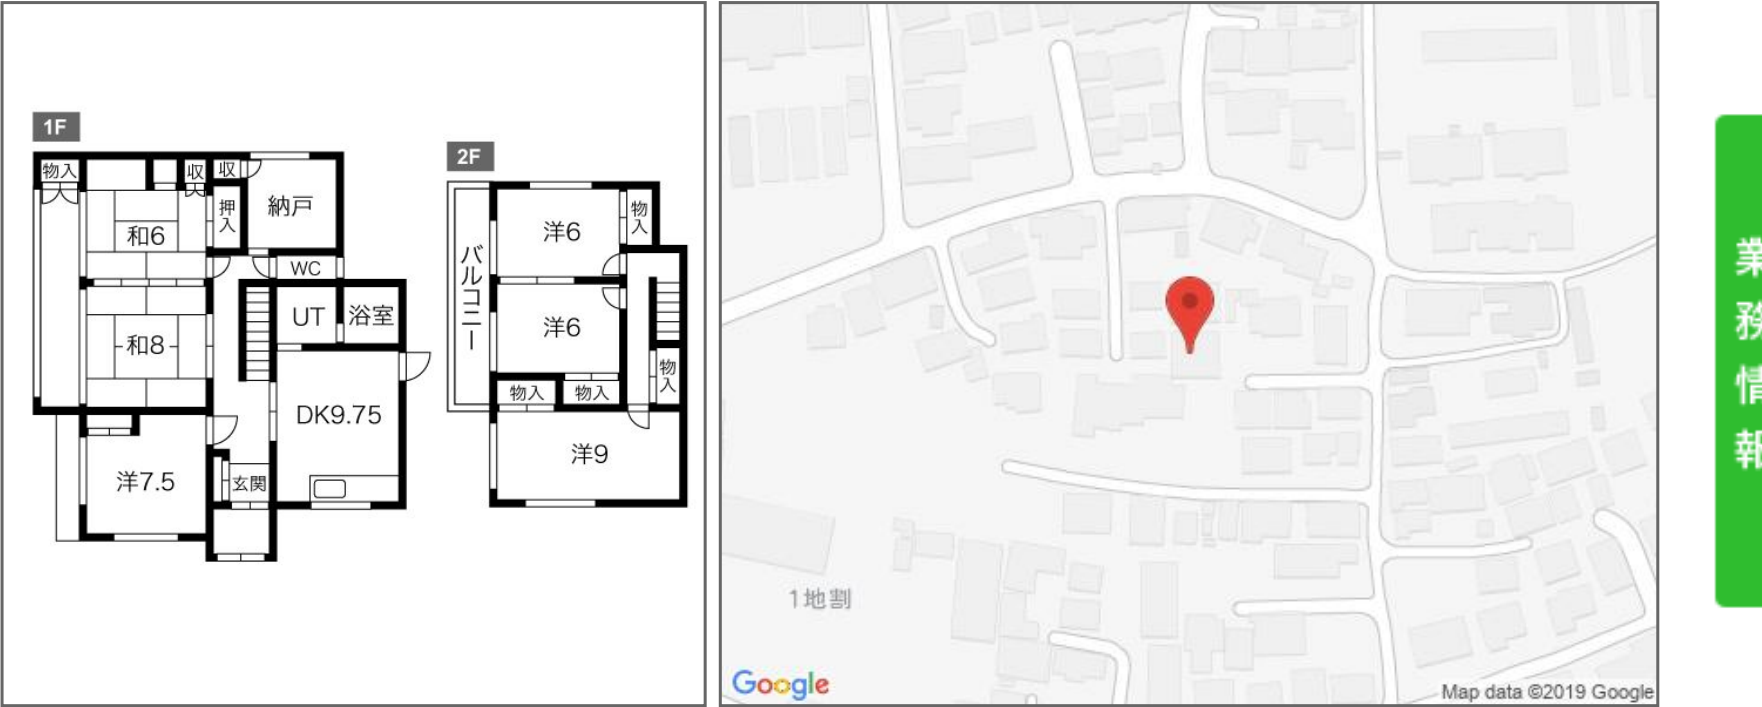 1F
物入
収
収
押入
納戸
和6
WC
UT
浴室
和8
DK9.75
洋7.5
玄関
2F
バルコニー
洋6
物入
洋6
物入
物入
物入
洋9
1地割
Google
Map data ©2019 Google
業務情報